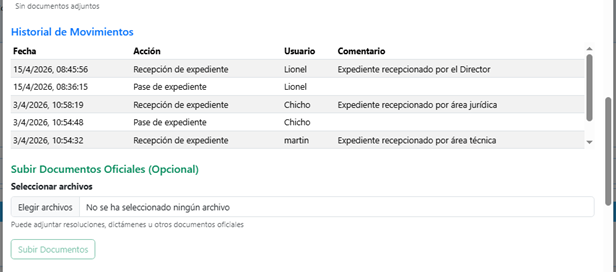 Sin documentos adjuntos
Historial de Movimientos
Fecha Acción Usuario Comentario
15/4/2026, 08:45:56 Recepción de expediente Lionel Expediente recepcionado por el Director
15/4/2026, 08:36:15 Pase de expediente Lionel
3/4/2026, 10:58:19 Recepción de expediente Chicho Expediente recepcionado por área jurídica
3/4/2026, 10:54:48 Pase de expediente Chicho
3/4/2026, 10:54:32 Recepción de expediente martin Expediente recepcionado por área técnica
Subir Documentos Oficiales (Opcional)
Seleccionar archivos
Elegir archivos No se ha seleccionado ningún archivo
Puede adjuntar resoluciones, dictámenes u otros documentos oficiales
Subir Documentos